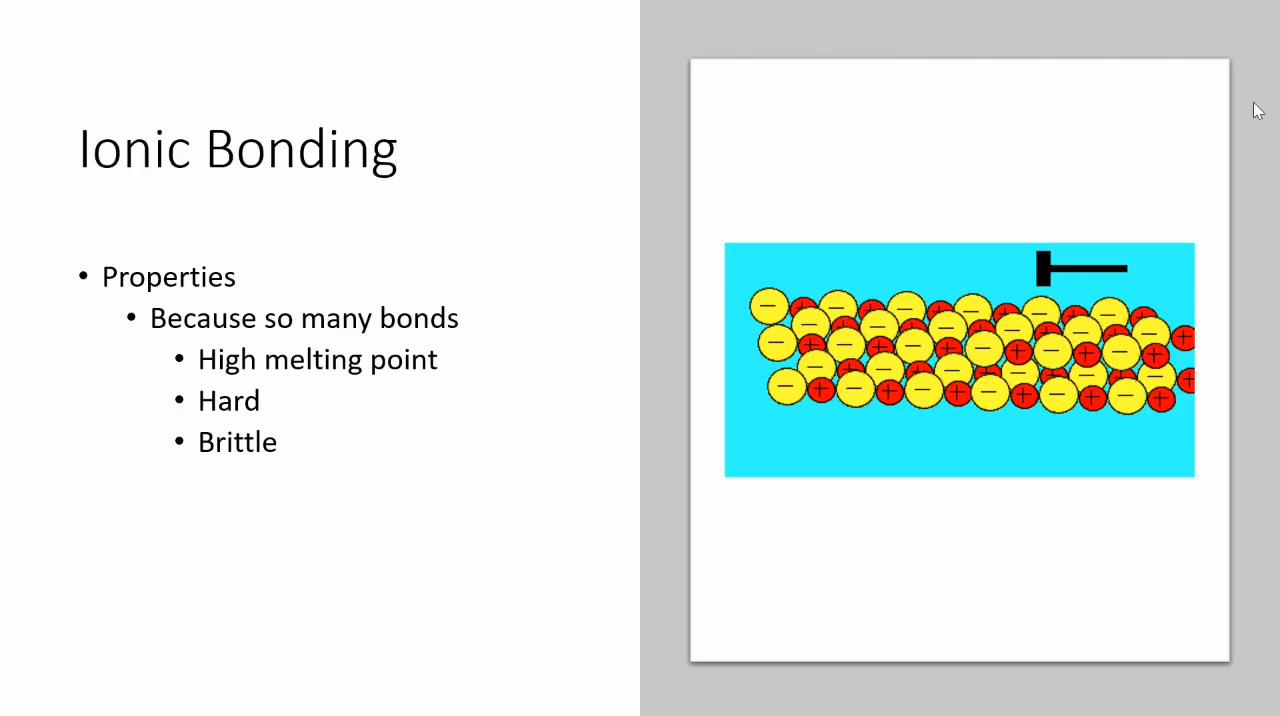 Ionic Bonding
• Properties
• Because so many bonds
• High melting point
• Hard
• Brittle